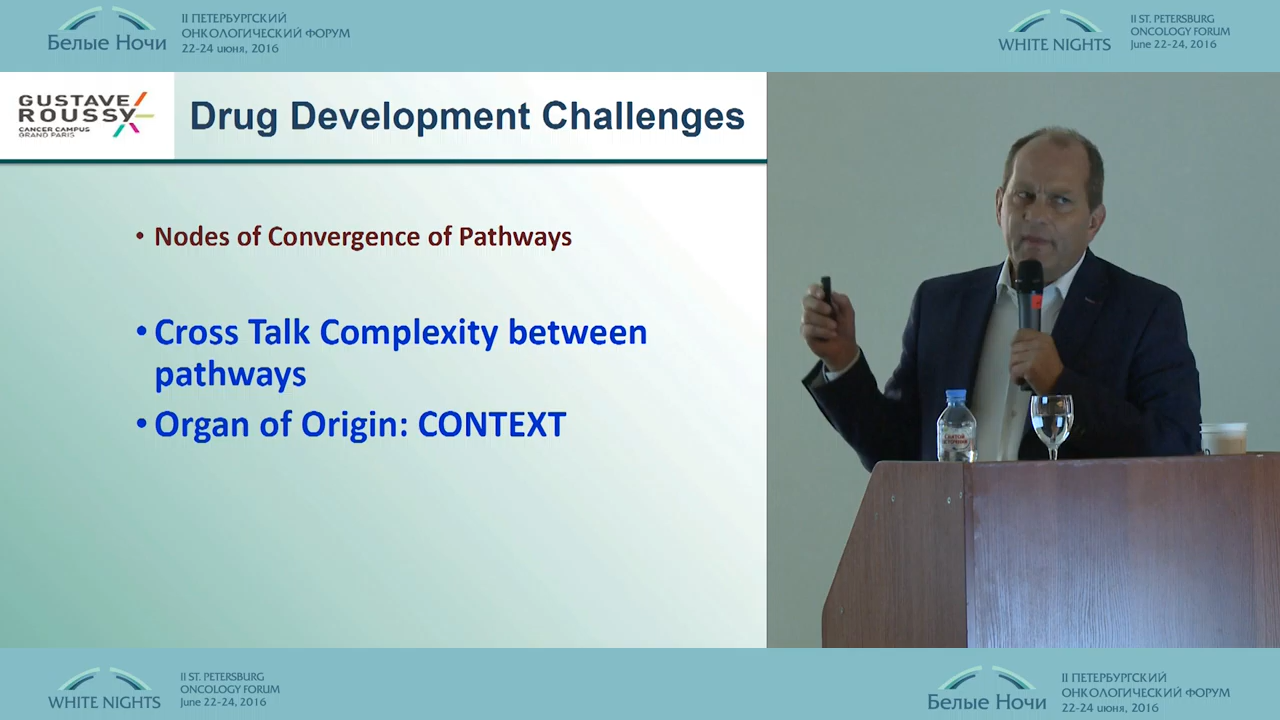 Белые Ночи
II ПЕТЕРБУРГСКИЙ
ОНКОЛОГИЧЕСКИЙ ФОРУМ
22-24 июня, 2016
WHITE NIGHTS
II ST. PETERSBURG
ONCOLOGY FORUM
June 22-24, 2016
GUSTAVE
ROUSSY
CANCER CAMPUS
GRAND PARIS
Drug Development Challenges
• Nodes of Convergence of Pathways
• Cross Talk Complexity between
pathways
• Organ of Origin: CONTEXT
WHITE NIGHTS
II ST. PETERSBURG
ONCOLOGY FORUM
June 22-24, 2016
Белые Ночи
II ПЕТЕРБУРГСКИЙ
ОНКОЛОГИЧЕСКИЙ ФОРУМ
22-24 июня, 2016